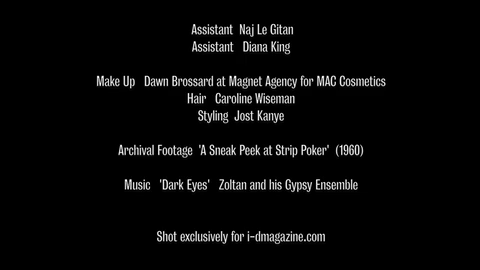 Assistant Naj Le Gitan
Assistant Diana King
Make Up Dawn Brossard at Magnet Agency for MAC Cosmetics
Hair Caroline Wiseman
Styling Jost Kanye
Archival Footage 'A Sneak Peek at Strip Poker' (1960)
Music 'Dark Eyes' Zoltan and his Gypsy Ensemble
Shot exclusively for i-dmagazine.com